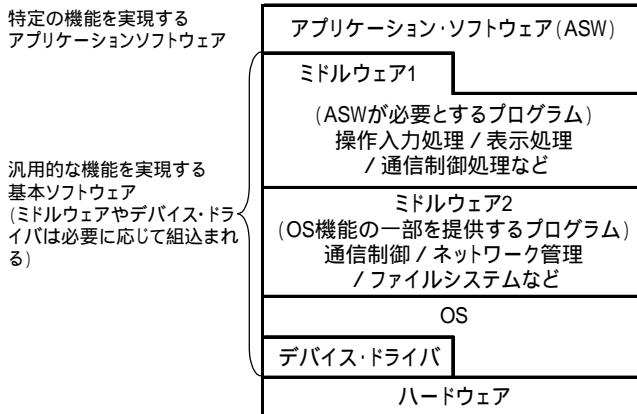 特定の機能を実現する
アプリケーションソフトウェア
アプリケーション・ソフトウェア(ASW)
ミドルウェア1
(ASWが必要とするプログラム)
操作入力処理/表示処理
/通信制御処理など
汎用的な機能を実現する
基本ソフトウェア
(ミドルウェアやデバイス・ドラ
イバは必要に応じて組込まれ
る)
ミドルウェア2
(OS機能の一部を提供するプログラム)
通信制御/ネットワーク管理
/ファイルシステムなど
OS
デバイス・ドライバ
ハードウェア